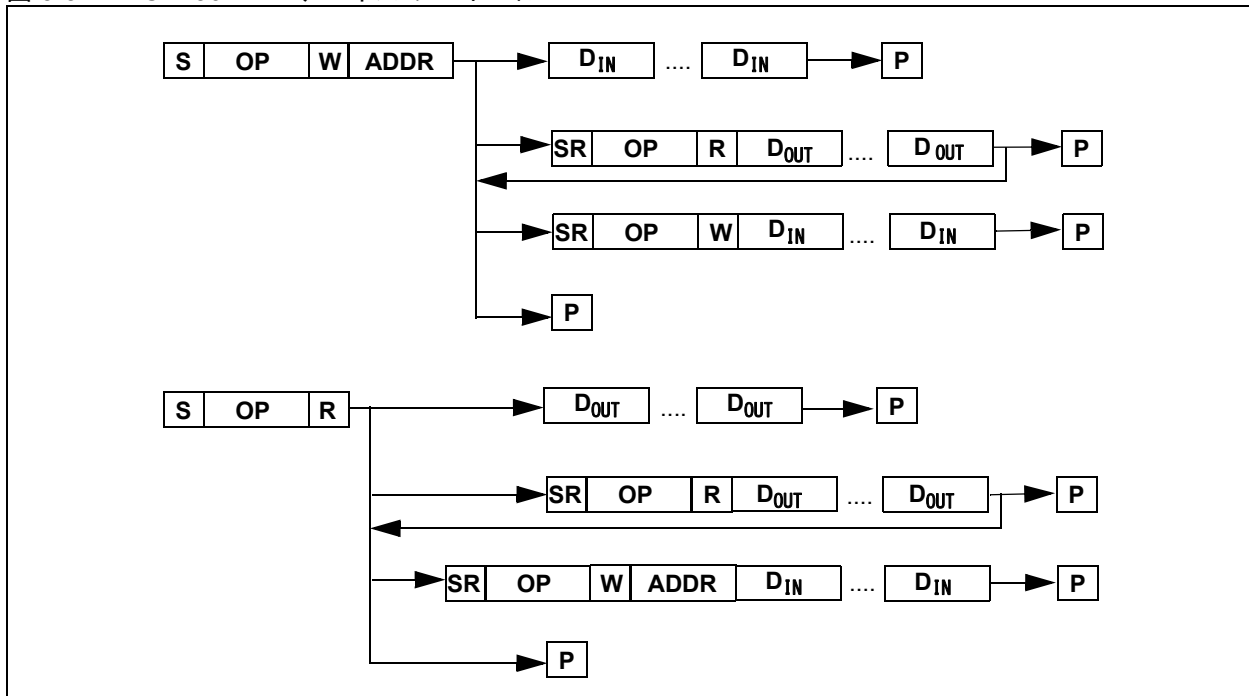 S OP W ADDR DIN .... DIN P
SR OP R DOUT .... DOUT P
SR OP W DIN .... DIN P
P
S OP R DOUT .... DOUT P
SR OP R DOUT .... DOUT P
SR OP W ADDR DIN .... DIN P
P